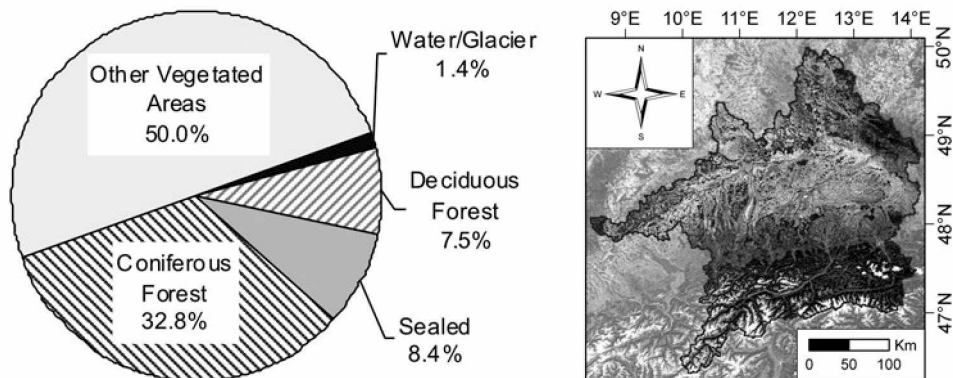 Other Vegetated
Areas
50.0%
Water/Glacier
1.4%
Deciduous
Forest
7.5%
Sealed
8.4%
Coniferous
Forest
32.8%
9°E 10°E 11°E 12°E 13°E 14°E
N
W E
S
50°N
49°N
48°N
47°N
Km
0 50 100